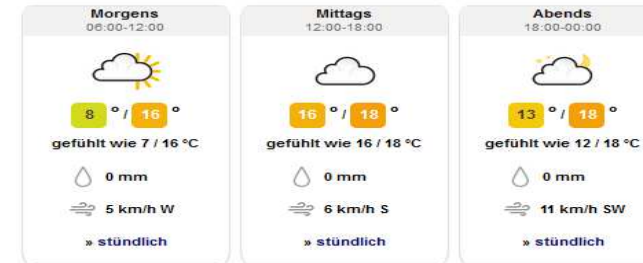 Morgens
06:00-12:00
8 ° / 16 °
gefühlt wie 7 / 16 °C
0 mm
5 km/h W
» stündlich
Mittags
12:00-18:00
16 ° / 18 °
gefühlt wie 16 / 18 °C
0 mm
6 km/h S
» stündlich
Abends
18:00-00:00
13 ° / 18 °
gefühlt wie 12 / 18 °C
0 mm
11 km/h SW
» stündlich